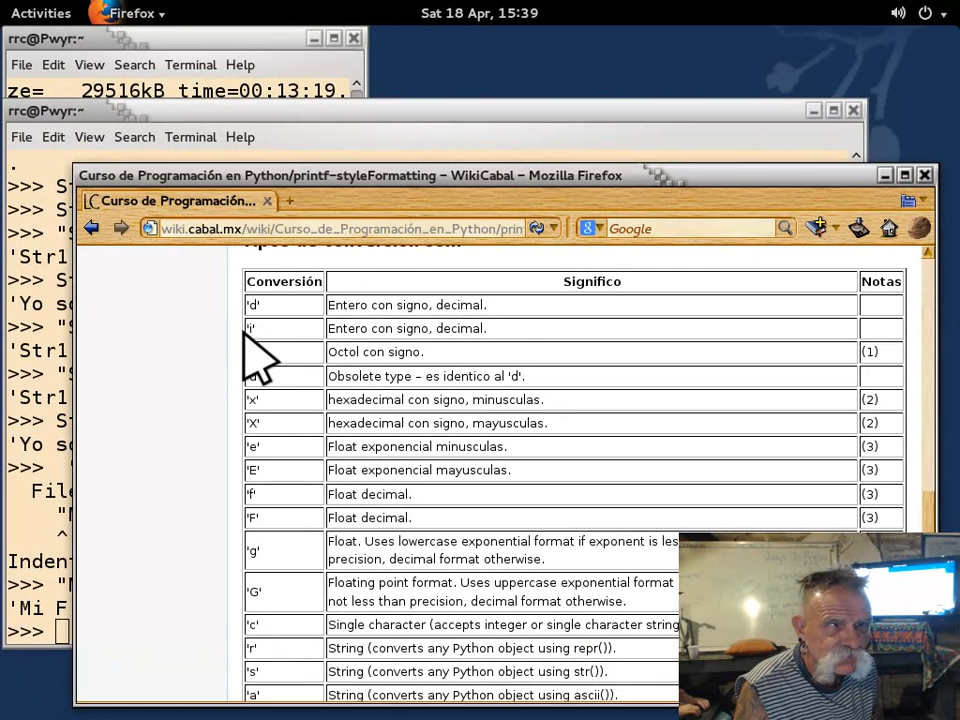 Activities Firefox Sat 18 Apr, 15:39
rrc@Pwyr:~
File Edit View Search Terminal Help
ze= 29516kB time=00:13:19.
rrc@Pwyr:~
File Edit View Search Terminal Help
.
>>> S
>>> S
>>> "S
'Str1
>>> S
'Yo so
>>> "S
'Str1
>>> "S
'Str1
>>> St
'Yo so
>>> '
File
"M
^
Indent
>>> "M
'Mi F
>>>
Curso de Programación en Python/printf-styleFormatting - WikiCabal - Mozilla Firefox
LC Curso de Programación...
wiki.cabal.mx/wiki/Curso_de_Programación_en_Python/prin
8 Google
Conversión Significo Notas
'd' Entero con signo, decimal.
'i' Entero con signo, decimal.
Octol con signo. (1)
Obsolete type – es identico al 'd'.
'x' hexadecimal con signo, minusculas. (2)
'X' hexadecimal con signo, mayusculas. (2)
'e' Float exponencial minusculas. (3)
'E' Float exponencial mayusculas. (3)
'f' Float decimal. (3)
'F' Float decimal. (3)
'g' Float. Uses lowercase exponential format if exponent is les
precision, decimal format otherwise.
'G' Floating point format. Uses uppercase exponential format
not less than precision, decimal format otherwise.
'c' Single character (accepts integer or single character string
'r' String (converts any Python object using repr()).
's' String (converts any Python object using str()).
'a' String (converts any Python object using ascii()).